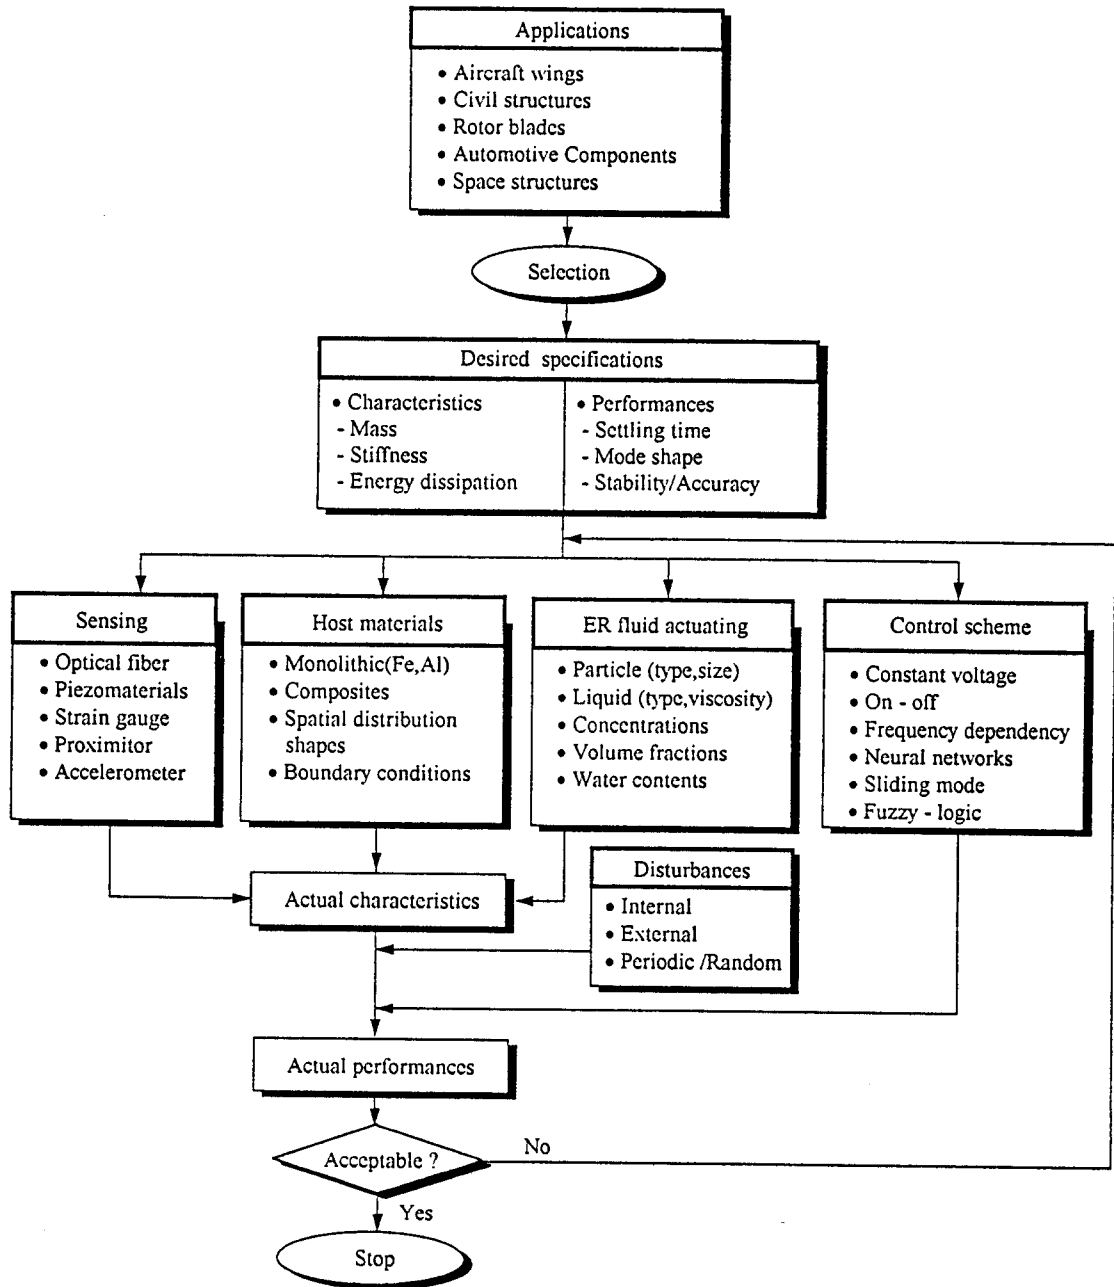 Applications
• Aircraft wings
• Civil structures
• Rotor blades
• Automotive Components
• Space structures
Selection
Desired specifications
• Characteristics
- Mass
- Stiffness
- Energy dissipation
• Performances
- Settling time
- Mode shape
- Stability/Accuracy
Sensing
• Optical fiber
• Piezomaterials
• Strain gauge
• Proximitor
• Accelerometer
Host materials
• Monolithic(Fe,Al)
• Composites
• Spatial distribution
shapes
• Boundary conditions
ER fluid actuating
• Particle (type,size)
• Liquid (type,viscosity)
• Concentrations
• Volume fractions
• Water contents
Control scheme
• Constant voltage
• On - off
• Frequency dependency
• Neural networks
• Sliding mode
• Fuzzy - logic
Disturbances
• Internal
• External
• Periodic /Random
Actual characteristics
Actual performances
Acceptable ?
No
Yes
Stop